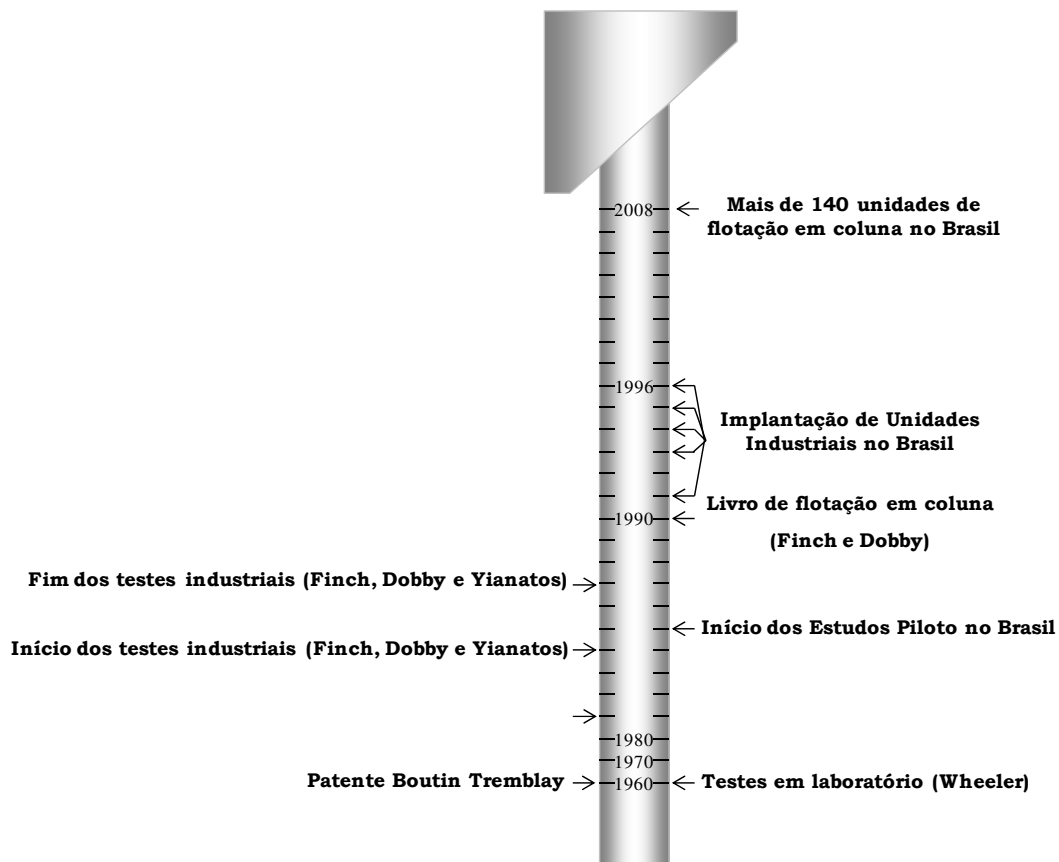 2008
Mais de 140 unidades de
flotação em coluna no Brasil
1996
Implantação de Unidades
Industriais no Brasil
Livro de flotação em coluna
1990
(Finch e Dobby)
Fim dos testes industriais (Finch, Dobby e Yianatos)
Início dos Estudos Piloto no Brasil
Início dos testes industriais (Finch, Dobby e Yianatos)
1980
1970
Patente Boutin Tremblay
1960
Testes em laboratório (Wheeler)